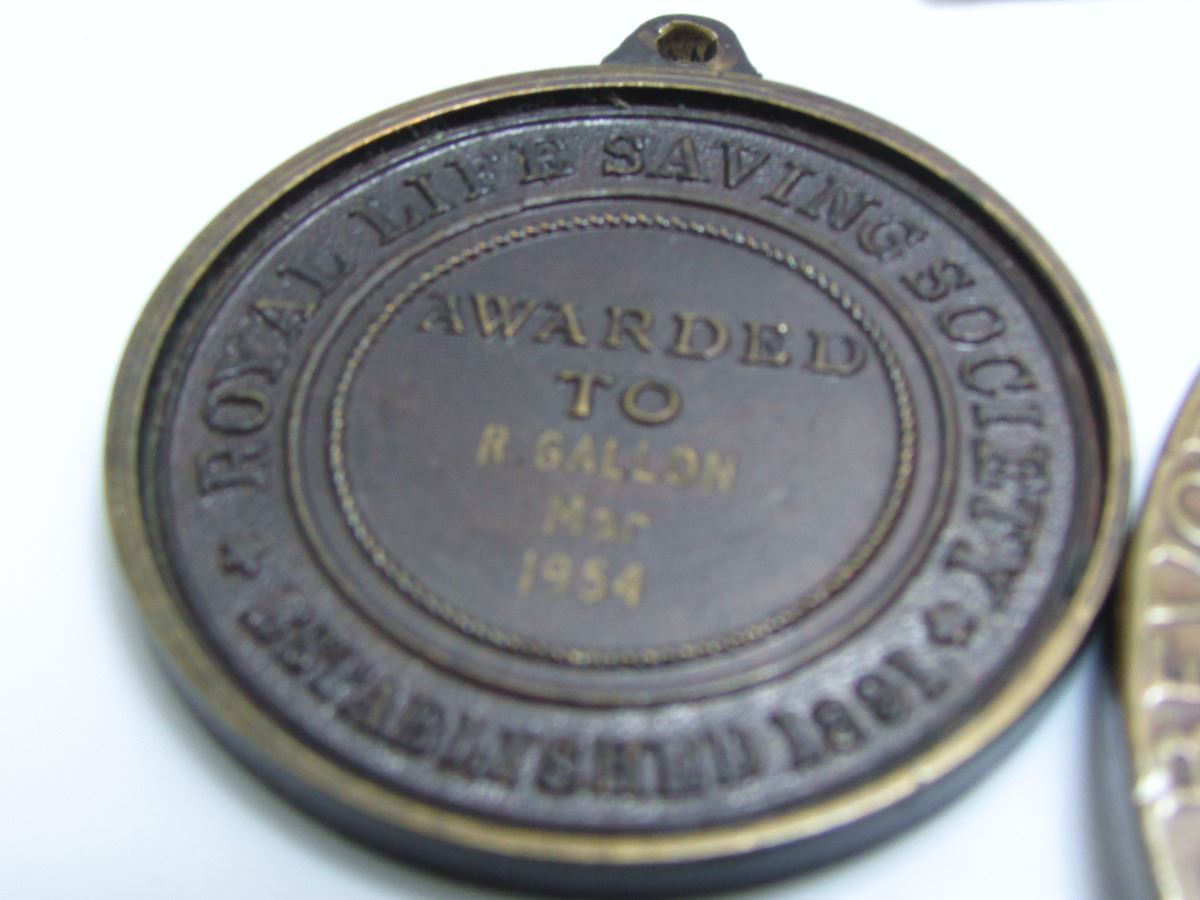 ROYAL LIFE SAVING SOCIETY
ESTABLISHED 1891
AWARDED
TO
R. GALLON
Mar
1954